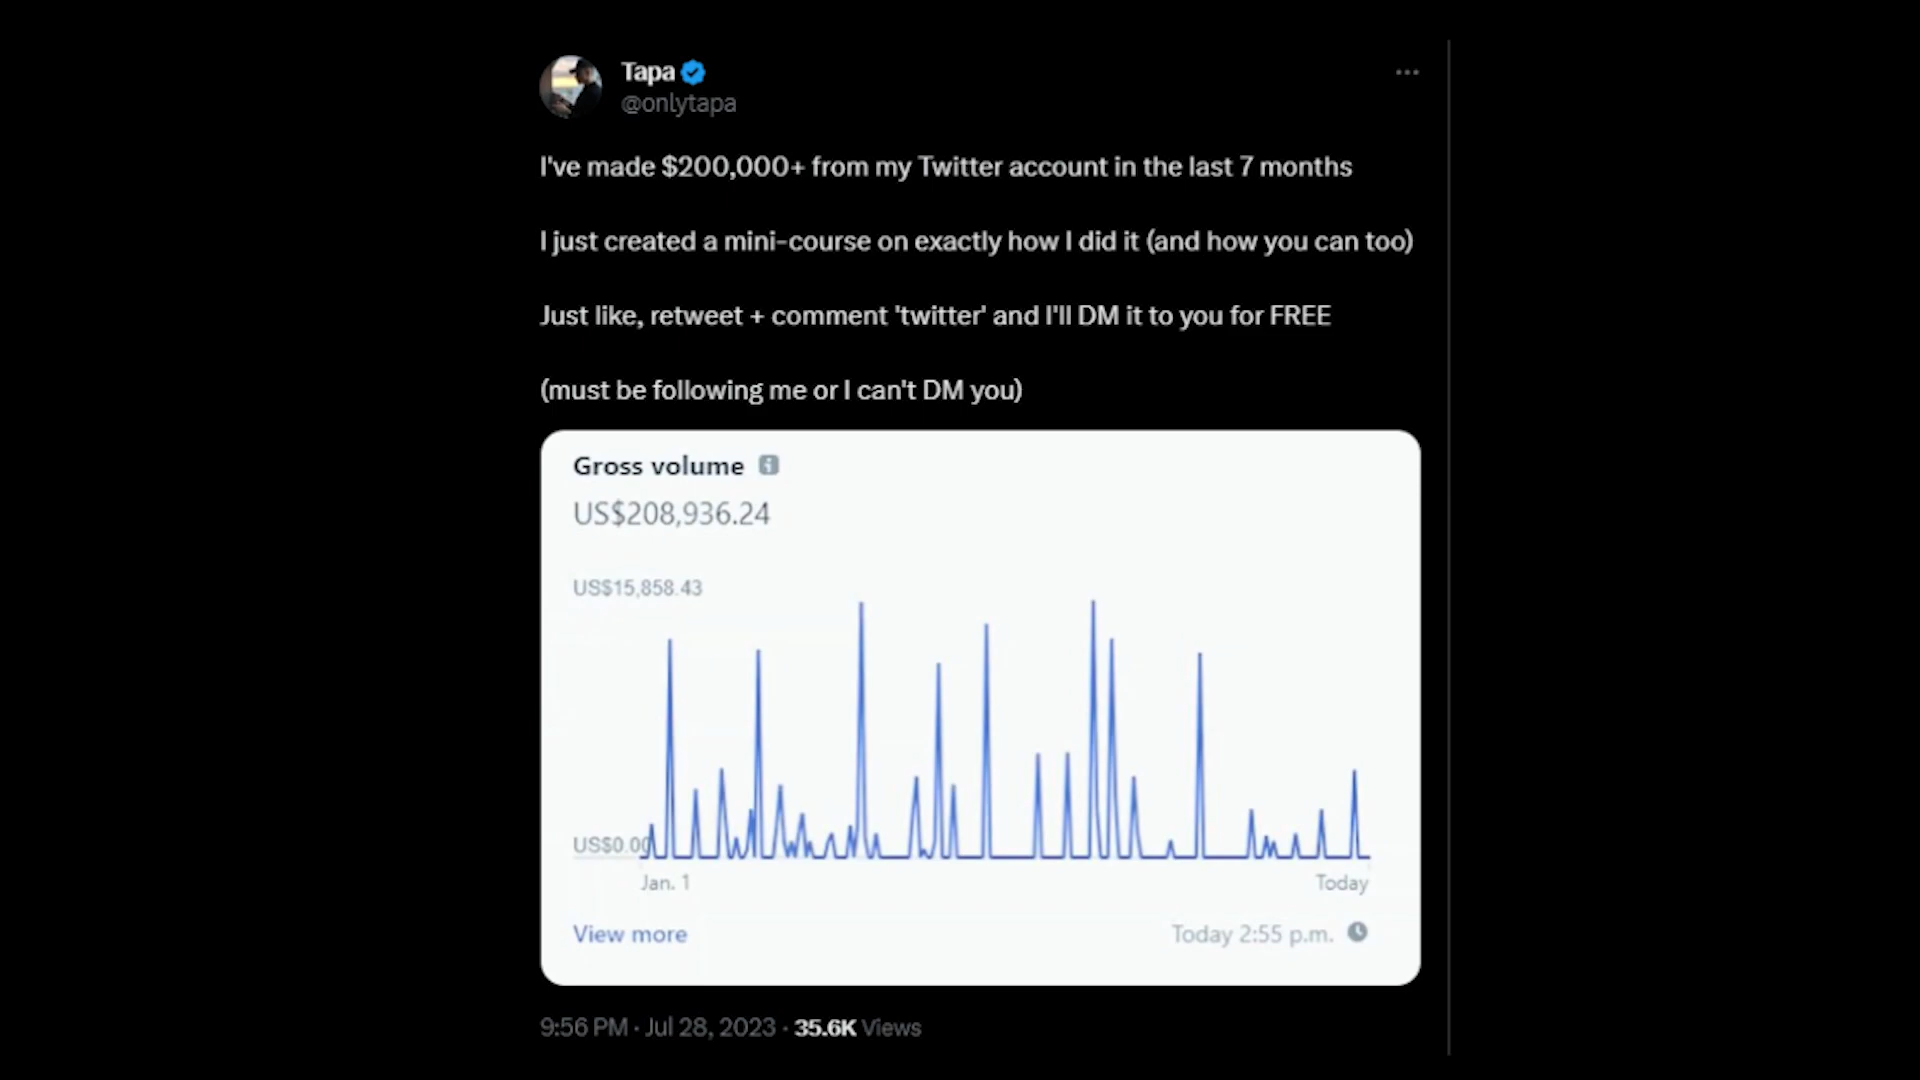 Tapa
@onlytapa
I've made $200,000+ from my Twitter account in the last 7 months
I just created a mini-course on exactly how I did it (and how you can too)
Just like, retweet + comment 'twitter' and I'll DM it to you for FREE
(must be following me or I can't DM you)
Gross volume
US$208,936.24
US$15,858.43
US$0.00
Jan. 1
Today
View more
Today 2:55 p.m.
9:56 PM · Jul 28, 2023 · 35.6K Views